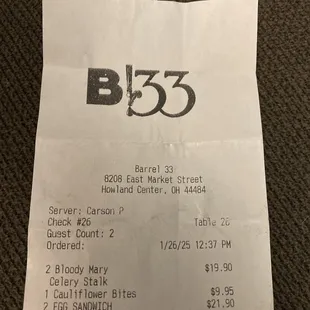 B!33
Barrel 33
8208 East Market Street
Howland Center, OH 44484
Server: Carson P
Check #26 Table 28
Guest Count: 2
Ordered: 1/26/25 12:37 PM
2 Bloody Mary $19.90
Celery Stalk
1 Cauliflower Bites $9.95
2 EGG SANDWICH $21.90